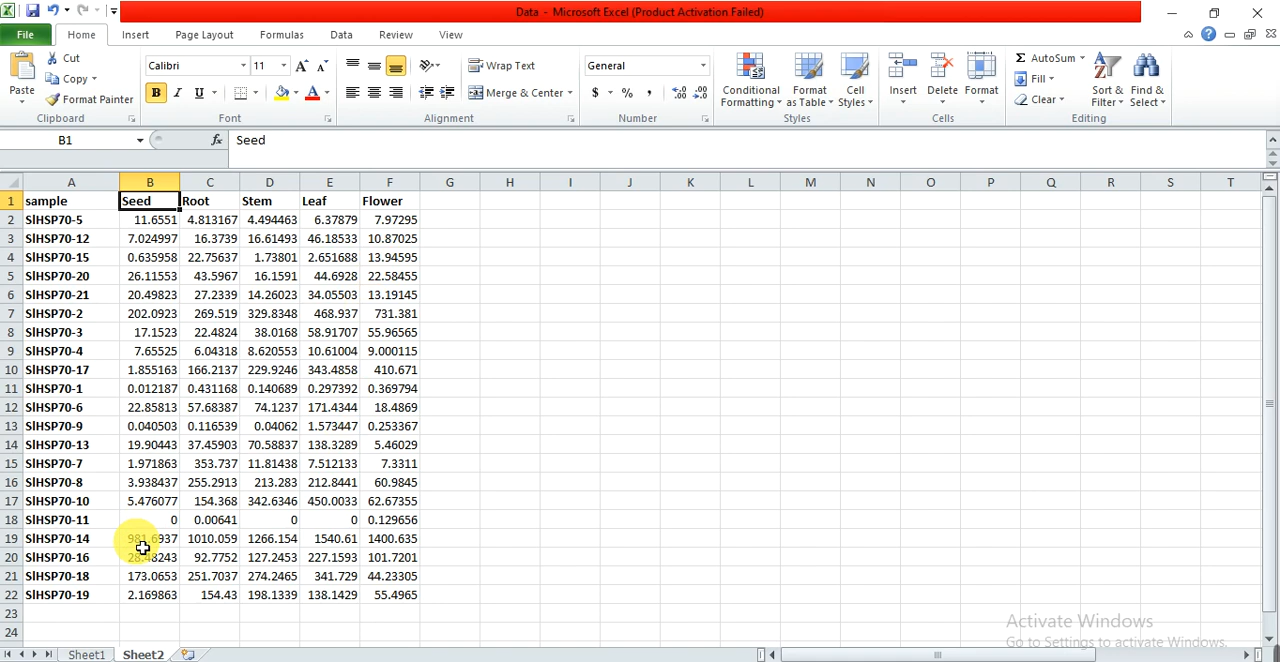 Data - Microsoft Excel (Product Activation Failed)
File Home Insert Page Layout Formulas Data Review View
Paste Cut Copy Format Painter Clipboard
Calibri 11 B I U A A A Font
Wrap Text Merge & Center Alignment
General $ % , Number
Conditional Formatting Format as Table Cell Styles Styles
Insert Delete Format Cells
AutoSum Fill Clear Sort & Filter Find & Select Editing
B1 fx Seed
A B C D E F G H I J K L M N O P Q R S T
1 sample Seed Root Stem Leaf Flower
2 SlHSP70-5 11.6551 4.813167 4.494463 6.37879 7.97295
3 SlHSP70-12 7.024997 16.3739 16.61493 46.18533 10.87025
4 SlHSP70-15 0.635958 22.75637 1.73801 2.651688 13.94595
5 SlHSP70-20 26.11553 43.5967 16.1591 44.6928 22.58455
6 SlHSP70-21 20.49823 27.2339 14.26023 34.05503 13.19145
7 SlHSP70-2 202.0923 269.519 329.8348 468.937 731.381
8 SlHSP70-3 17.1523 22.4824 38.0168 58.91707 55.96565
9 SlHSP70-4 7.65525 6.04318 8.620553 10.61004 9.000115
10 SlHSP70-17 1.855163 166.2137 229.9246 343.4858 410.671
11 SlHSP70-1 0.012187 0.431168 0.140689 0.297392 0.369794
12 SlHSP70-6 22.85813 57.68387 74.1237 171.4344 18.4869
13 SlHSP70-9 0.040503 0.116539 0.04062 1.573447 0.253367
14 SlHSP70-13 19.90443 37.45903 70.58837 138.3289 5.46029
15 SlHSP70-7 1.971863 353.737 11.81438 7.512133 7.3311
16 SlHSP70-8 3.938437 255.2913 213.283 212.8441 60.9845
17 SlHSP70-10 5.476077 154.368 342.6346 450.0033 62.67355
18 SlHSP70-11 0 0.00641 0 0 0.129656
19 SlHSP70-14 981.6937 1010.059 1266.154 1540.61 1400.635
20 SlHSP70-16 28.48243 92.7752 127.2453 227.1593 101.7201
21 SlHSP70-18 173.0653 251.7037 274.2465 341.729 44.23305
22 SlHSP70-19 2.169863 154.43 198.1339 138.1429 55.4965
23
24
Activate Windows
Go to Settings to activate Windows.
Sheet1 Sheet2